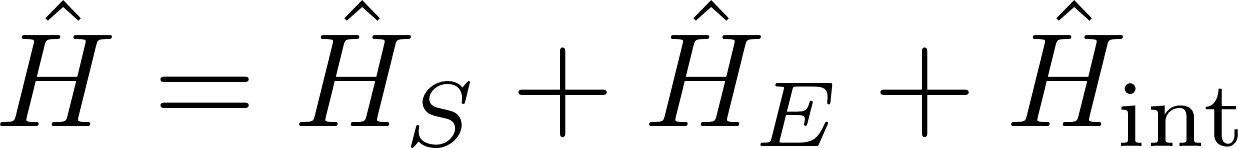 Ĥ = Ĥ_S + Ĥ_E + Ĥ_int